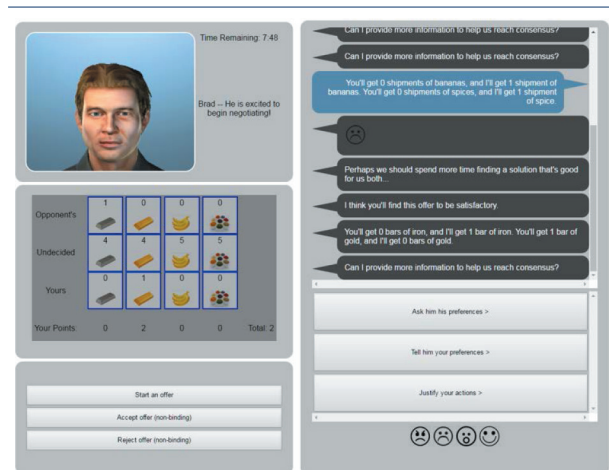 Time Remaining: 7:48
Brad -- He is excited to
begin negotiating!
Opponent's
1 0 0 0
Undecided
4 4 5 5
Yours
0 1 0 0
Your Points: 0 2 0 0 Total: 2
Start an offer
Accept offer (non-binding)
Reject offer (non-binding)
Can I provide more information to help us reach consensus?
Can I provide more information to help us reach consensus?
You'll get 0 shipments of bananas, and I'll get 1 shipment of
bananas. You'll get 0 shipments of spices, and I'll get 1 shipment
of spice.
Perhaps we should spend more time finding a solution that's good
for us both...
I think you'll find this offer to be satisfactory.
You'll get 0 bars of iron, and I'll get 1 bar of iron. You'll get 1 bar of
gold, and I'll get 0 bars of gold.
Can I provide more information to help us reach consensus?
Ask him his preferences >
Tell him your preferences >
Justify your actions >